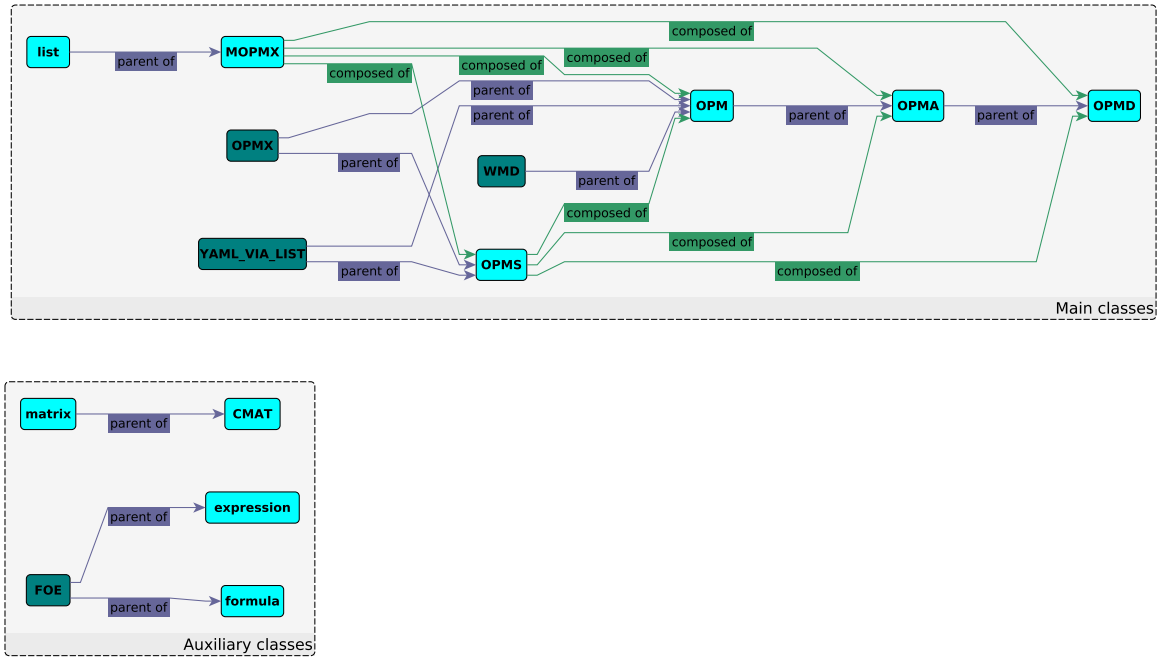 composed of
list
MOPMX
parent of
composed of
composed of
composed of
parent of
OPM
OPMA
OPMD
parent of
parent of
parent of
OPMX
parent of
WMD
parent of
composed of
composed of
YAML_VIA_LIST
parent of
OPMS
composed of
Main classes
matrix
parent of
CMAT
expression
parent of
FOE
parent of
formula
Auxiliary classes